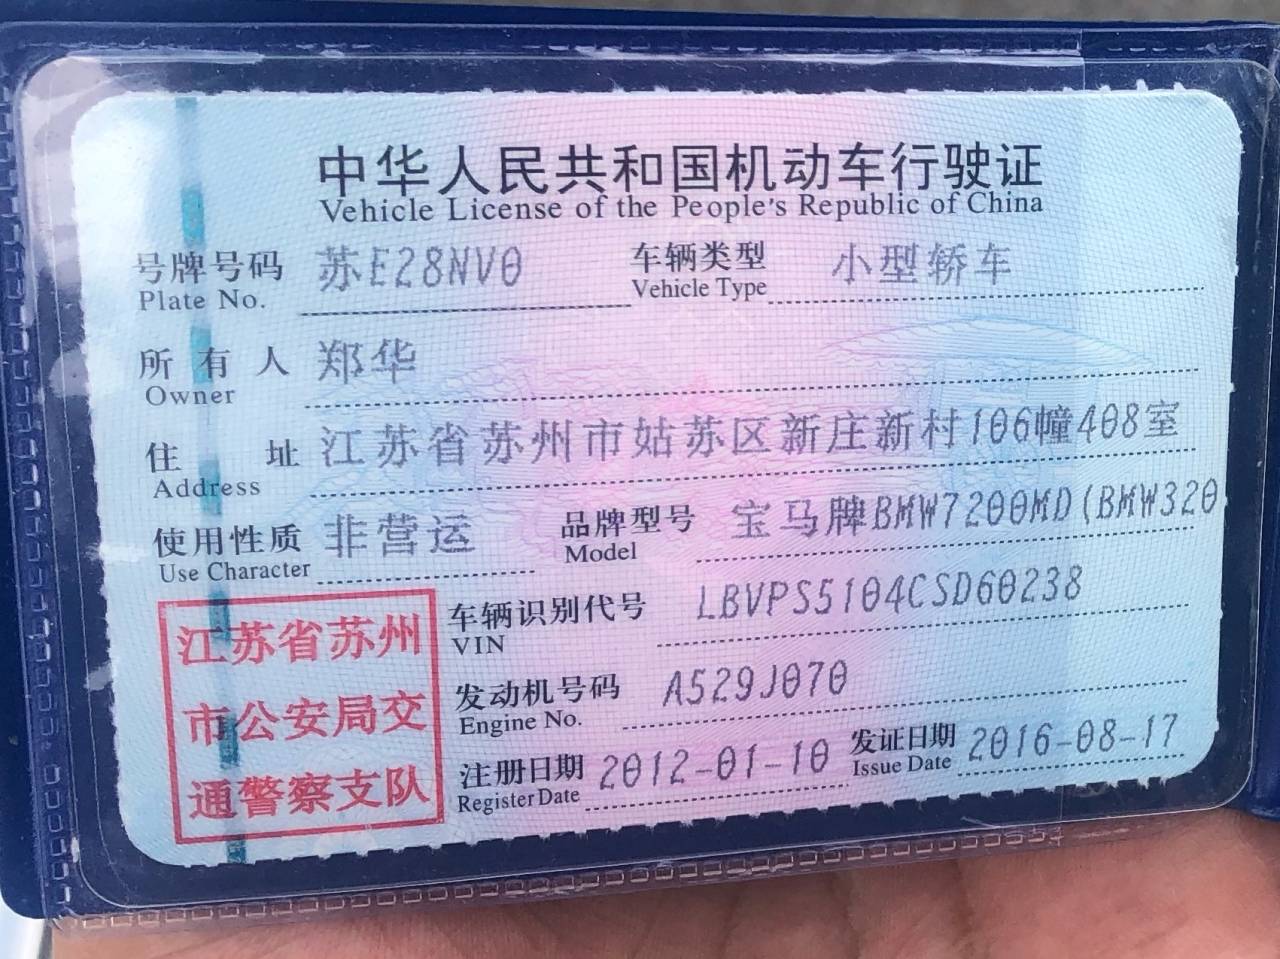 中华人民共和国机动车行驶证
Vehicle License of the People's Republic of China
号牌号码 苏E28NV0 车辆类型 小型轿车
Plate No. Vehicle Type
所有人 郑华
Owner
住址 江苏省苏州市姑苏区新庄新村106幢408室
Address
使用性质 非营运 品牌型号 宝马牌BMW7200MD(BMW320
Use Character Model
车辆识别代号 LBVPS5104CSD60238
VIN
发动机号码 A529J070
Engine No.
注册日期 2012-01-10 发证日期 2016-08-17
Register Date Issue Date
江苏省苏州
市公安局交
通警察支队